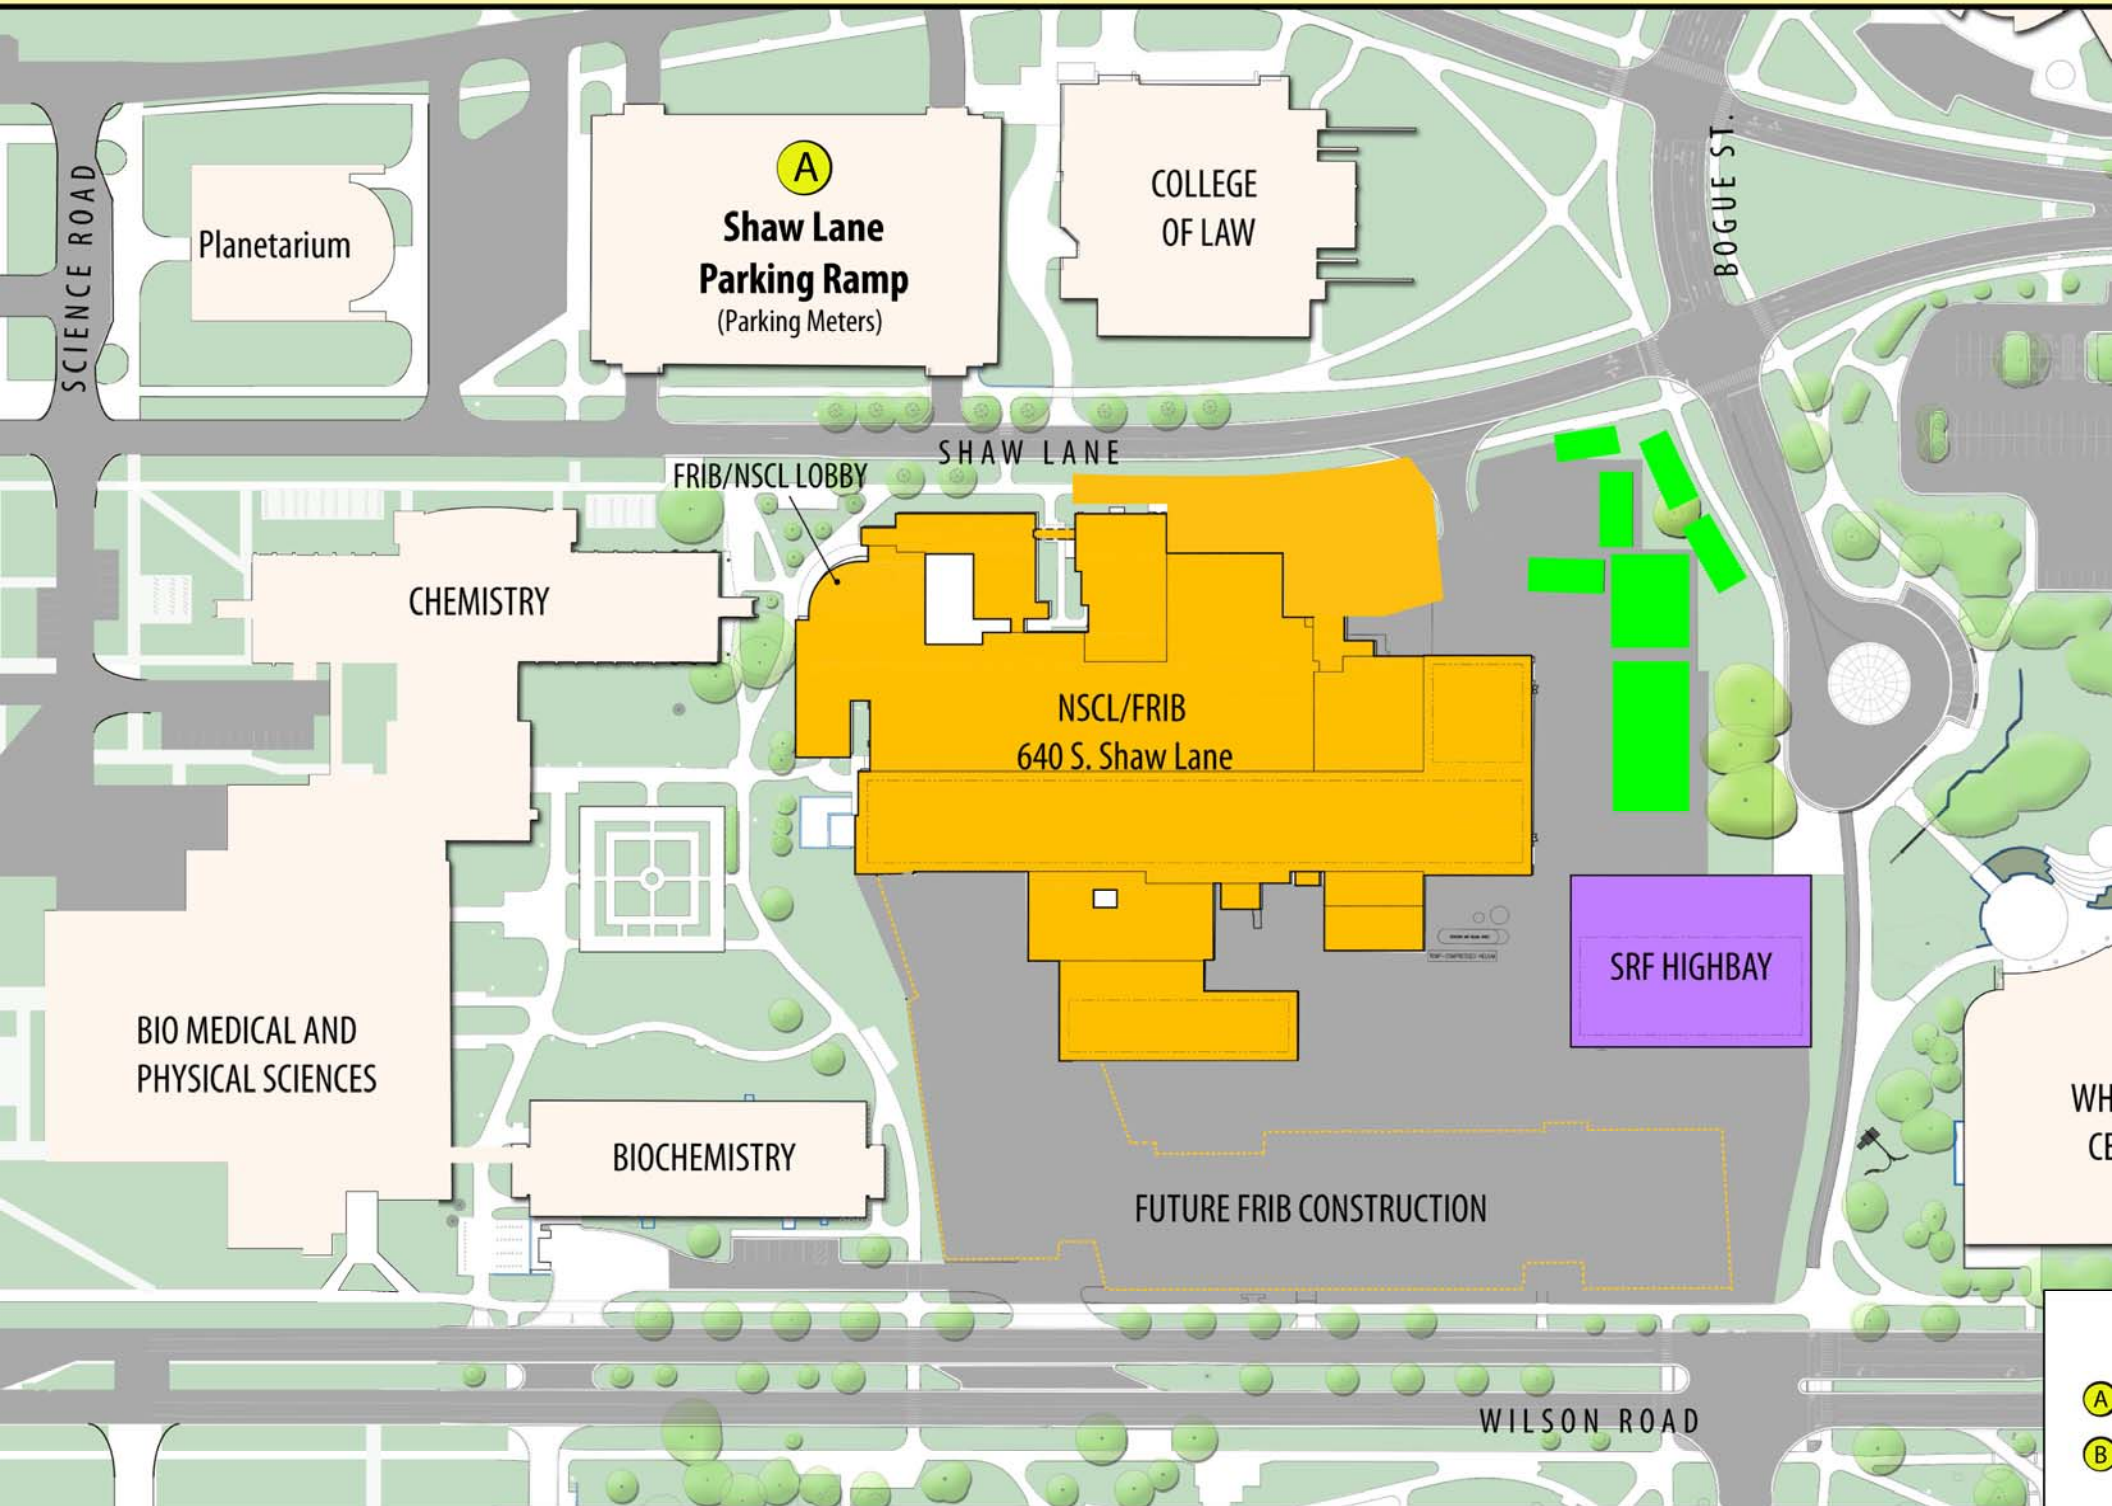 SCIENCE ROAD
Planetarium
A
Shaw Lane
Parking Ramp
(Parking Meters)
COLLEGE
OF LAW
BOGUE ST.
SHAW LANE
FRIB/NSCL LOBBY
CHEMISTRY
NSCL/FRIB
640 S. Shaw Lane
SRF HIGHBAY
BIO MEDICAL AND
PHYSICAL SCIENCES
BIOCHEMISTRY
FUTURE FRIB CONSTRUCTION
WH
CE
WILSON ROAD
A
B